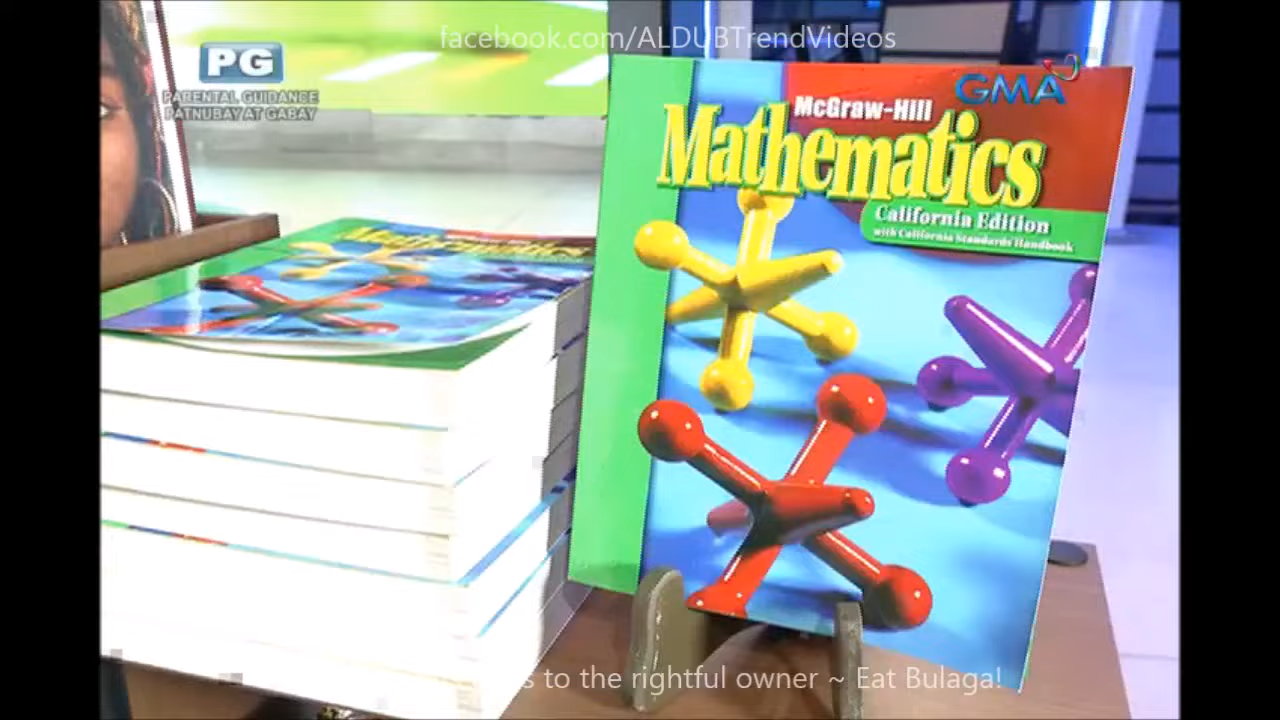 facebook.com/ALDUBTrendVideos
PG
PARENTAL GUIDANCE
PATNUBAY AT GABAY
GMA
McGraw-Hill
Mathematics
California Edition
with California Standards Handbook
Mathematics
to the rightful owner ~ Eat Bulaga!